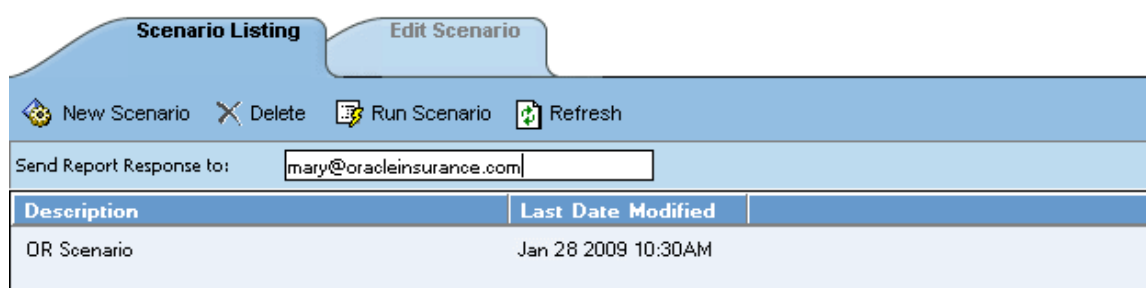 Scenario Listing Edit Scenario
New Scenario Delete Run Scenario Refresh
Send Report Response to: mary@oracleinsurance.com
Description Last Date Modified
OR Scenario Jan 28 2009 10:30AM